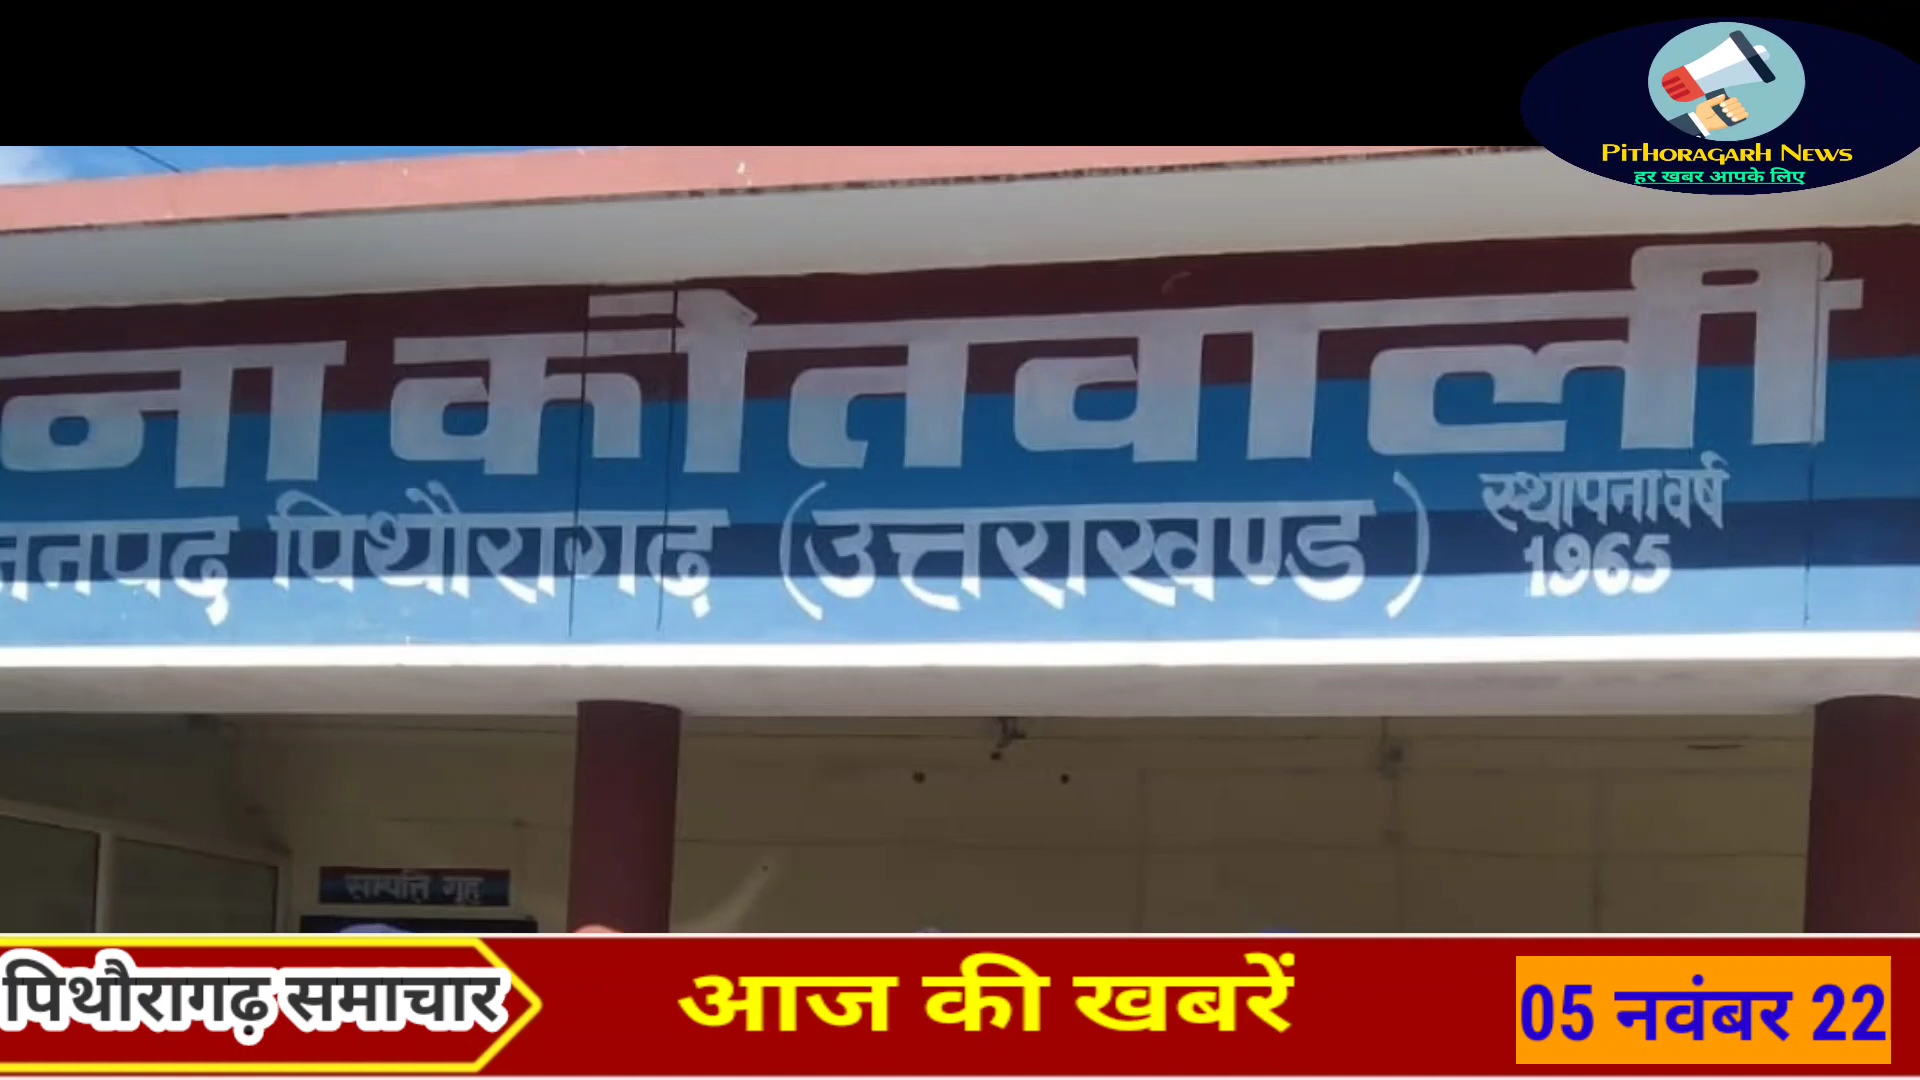 Pithoragarh News
हर खबर आपके लिए
ना कोतवाली
जनपद पिथौरागढ़ (उत्तराखण्ड)
स्थापना वर्ष
1965
सम्पत्ति गृह
पिथौरागढ़ समाचार
आज की खबरें
05 नवंबर 22